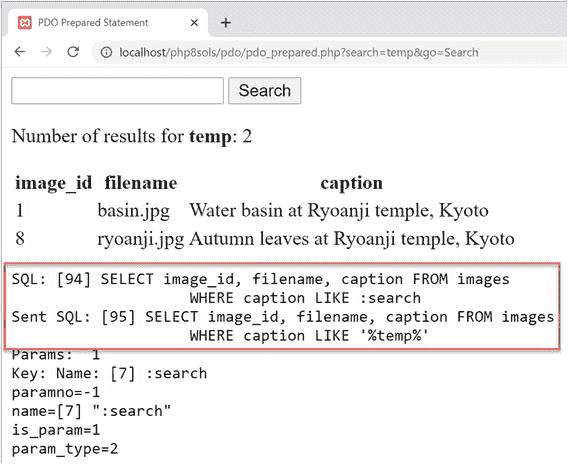 PDO Prepared Statement
localhost/php8sols/pdo/pdo_prepared.php?search=temp&go=Search
Search
Number of results for temp: 2
image_id filename caption
1 basin.jpg Water basin at Ryoanji temple, Kyoto
8 ryoanji.jpg Autumn leaves at Ryoanji temple, Kyoto
SQL: [94] SELECT image_id, filename, caption FROM images
WHERE caption LIKE :search
Sent SQL: [95] SELECT image_id, filename, caption FROM images
WHERE caption LIKE '%temp%'
Params: 1
Key: Name: [7] :search
paramno=-1
name=[7] ":search"
is_param=1
param_type=2